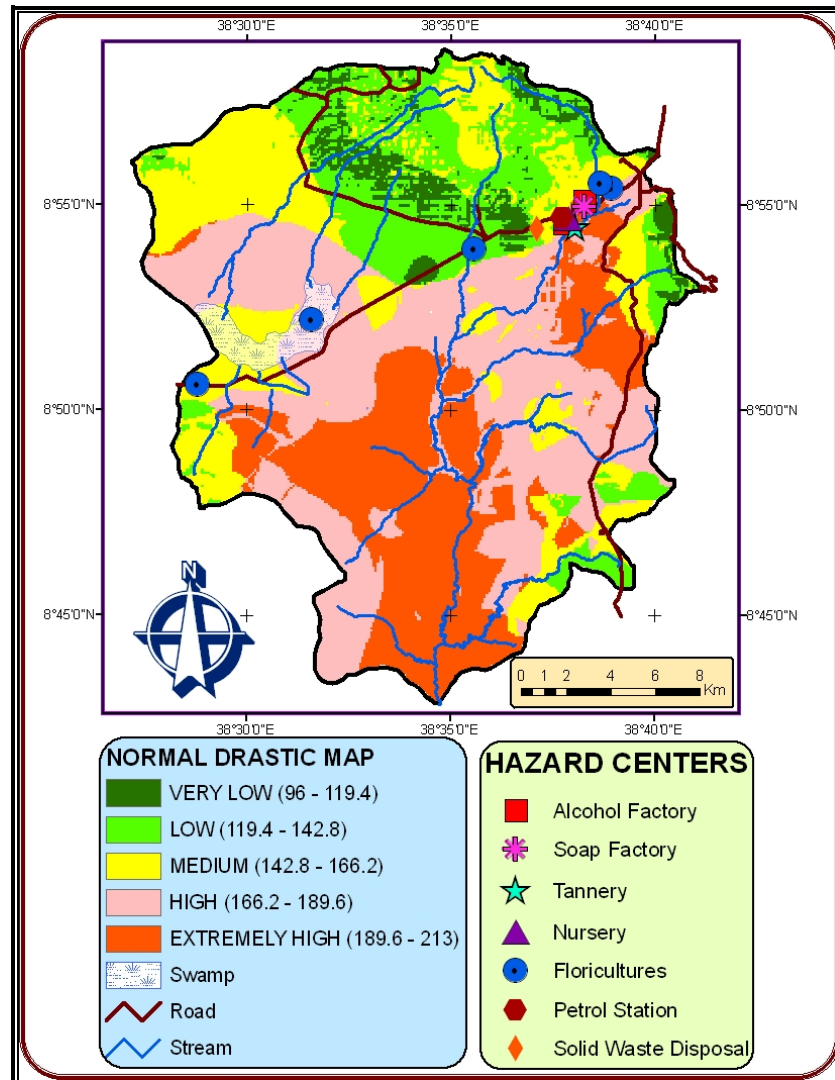 38°30'0"E 38°35'0"E 38°40'0"E
8°55'0"N 8°55'0"N
8°50'0"N 8°50'0"N
8°45'0"N 8°45'0"N
N
0 1 2 4 6 8
Km
38°30'0"E 38°35'0"E 38°40'0"E
NORMAL DRASTIC MAP
VERY LOW (96 - 119.4)
LOW (119.4 - 142.8)
MEDIUM (142.8 - 166.2)
HIGH (166.2 - 189.6)
EXTREMELY HIGH (189.6 - 213)
Swamp
Road
Stream
HAZARD CENTERS
Alcohol Factory
Soap Factory
Tannery
Nursery
Floricultures
Petrol Station
Solid Waste Disposal